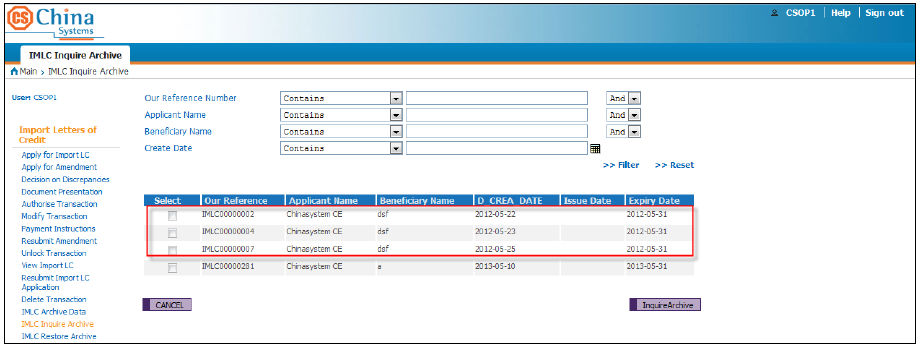 CS China Systems
CSOP1 | Help | Sign out
IMLC Inquire Archive
Main > IMLC Inquire Archive
User: CSOP1
Import Letters of
Credit
Apply for Import LC
Apply for Amendment
Decision on Discrepancies
Document Presentation
Authorise Transaction
Modify Transaction
Payment Instructions
Resubmit Amendment
Unlock Transaction
View Import LC
Resubmit Import LC
Application
Delete Transaction
IMLC Archive Data
IMLC Inquire Archive
IMLC Restore Archive
Our Reference Number Contains And
Applicant Name Contains And
Beneficiary Name Contains And
Create Date Contains
>> Filter >> Reset
Select Our Reference Applicant Name Beneficiary Name D_CREA_DATE Issue Date Expiry Date
IMLC00000002 Chinasystem CE dsf 2012-05-22 2012-05-31
IMLC00000004 Chinasystem CE dsf 2012-05-23 2012-05-31
IMLC00000007 Chinasystem CE dsf 2012-05-25 2012-05-31
IMLC00000281 Chinasystem CE a 2013-05-10 2013-05-31
CANCEL InquireArchive